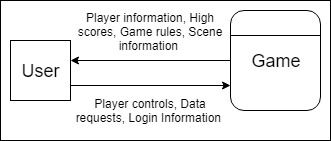 Player information, High
scores, Game rules, Scene
information
User
Game
Player controls, Data
requests, Login Information